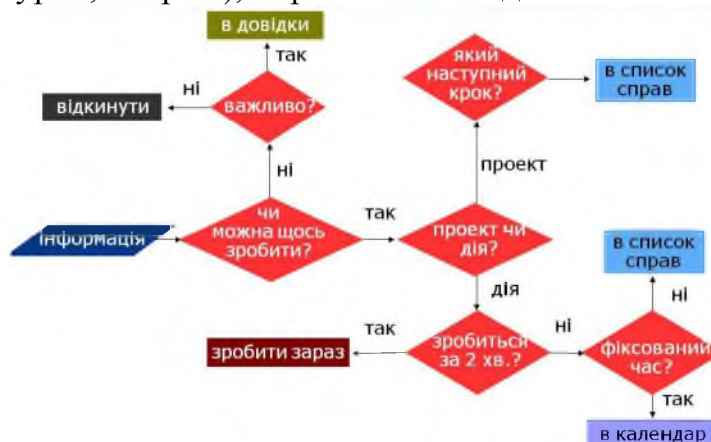 в довідки
так
який
наступний
крок?
в список
справ
ні
важливо?
відкинути
ні
проект
інформація
чи
можна щось
зробити?
так
проект чи
дія?
в список
справ
дія
ні
зробити зараз
так
зробиться
за 2 хв.?
ні
фіксований
час?
так
в календар